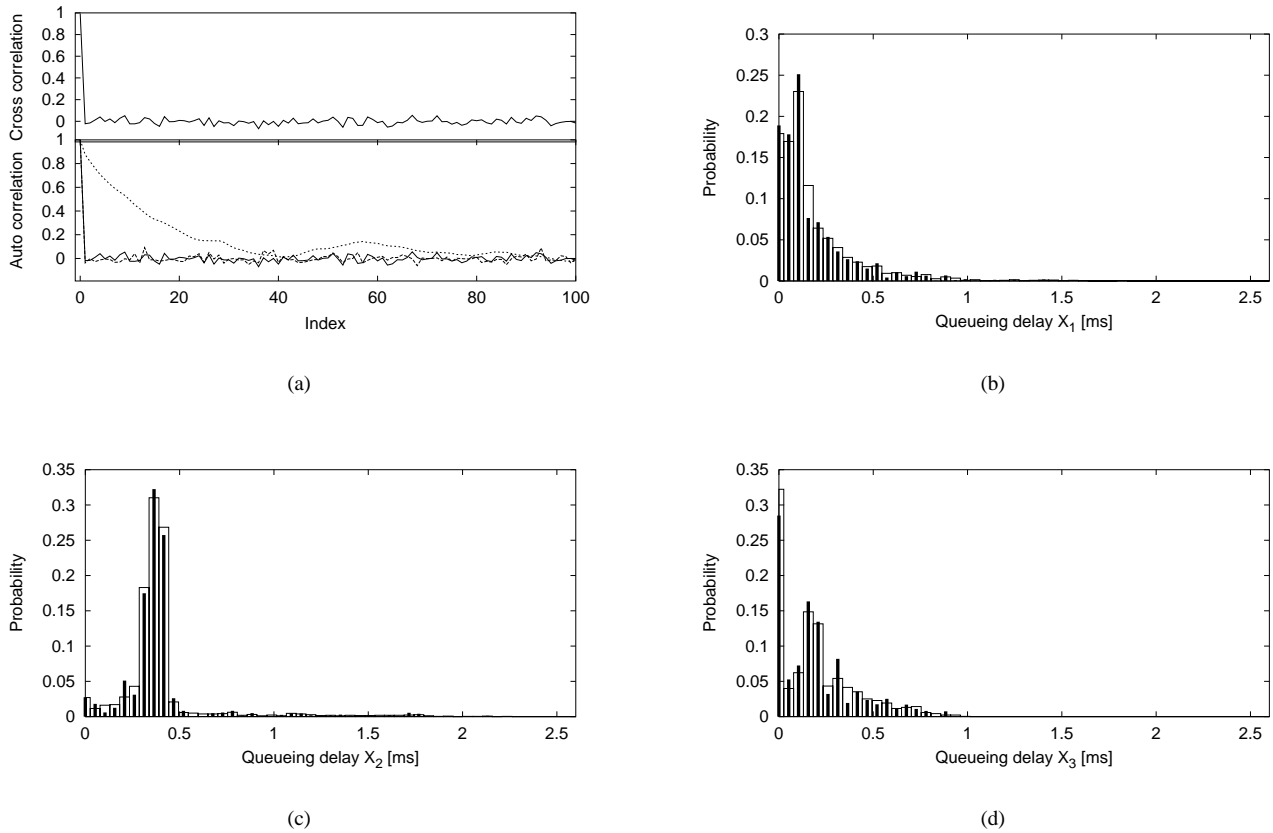 Cross correlation
1
0.8
0.6
0.4
0.2
0
1
Auto correlation
0.8
0.6
0.4
0.2
0
0 20 40 60 80 100
Index
(a)
Probability
0.3
0.25
0.2
0.15
0.1
0.05
0
0 0.5 1 1.5 2 2.5
Queueing delay X1 [ms]
(b)
Probability
0.35
0.3
0.25
0.2
0.15
0.1
0.05
0
0 0.5 1 1.5 2 2.5
Queueing delay X2 [ms]
(c)
Probability
0.35
0.3
0.25
0.2
0.15
0.1
0.05
0
0 0.5 1 1.5 2 2.5
Queueing delay X3 [ms]
(d)